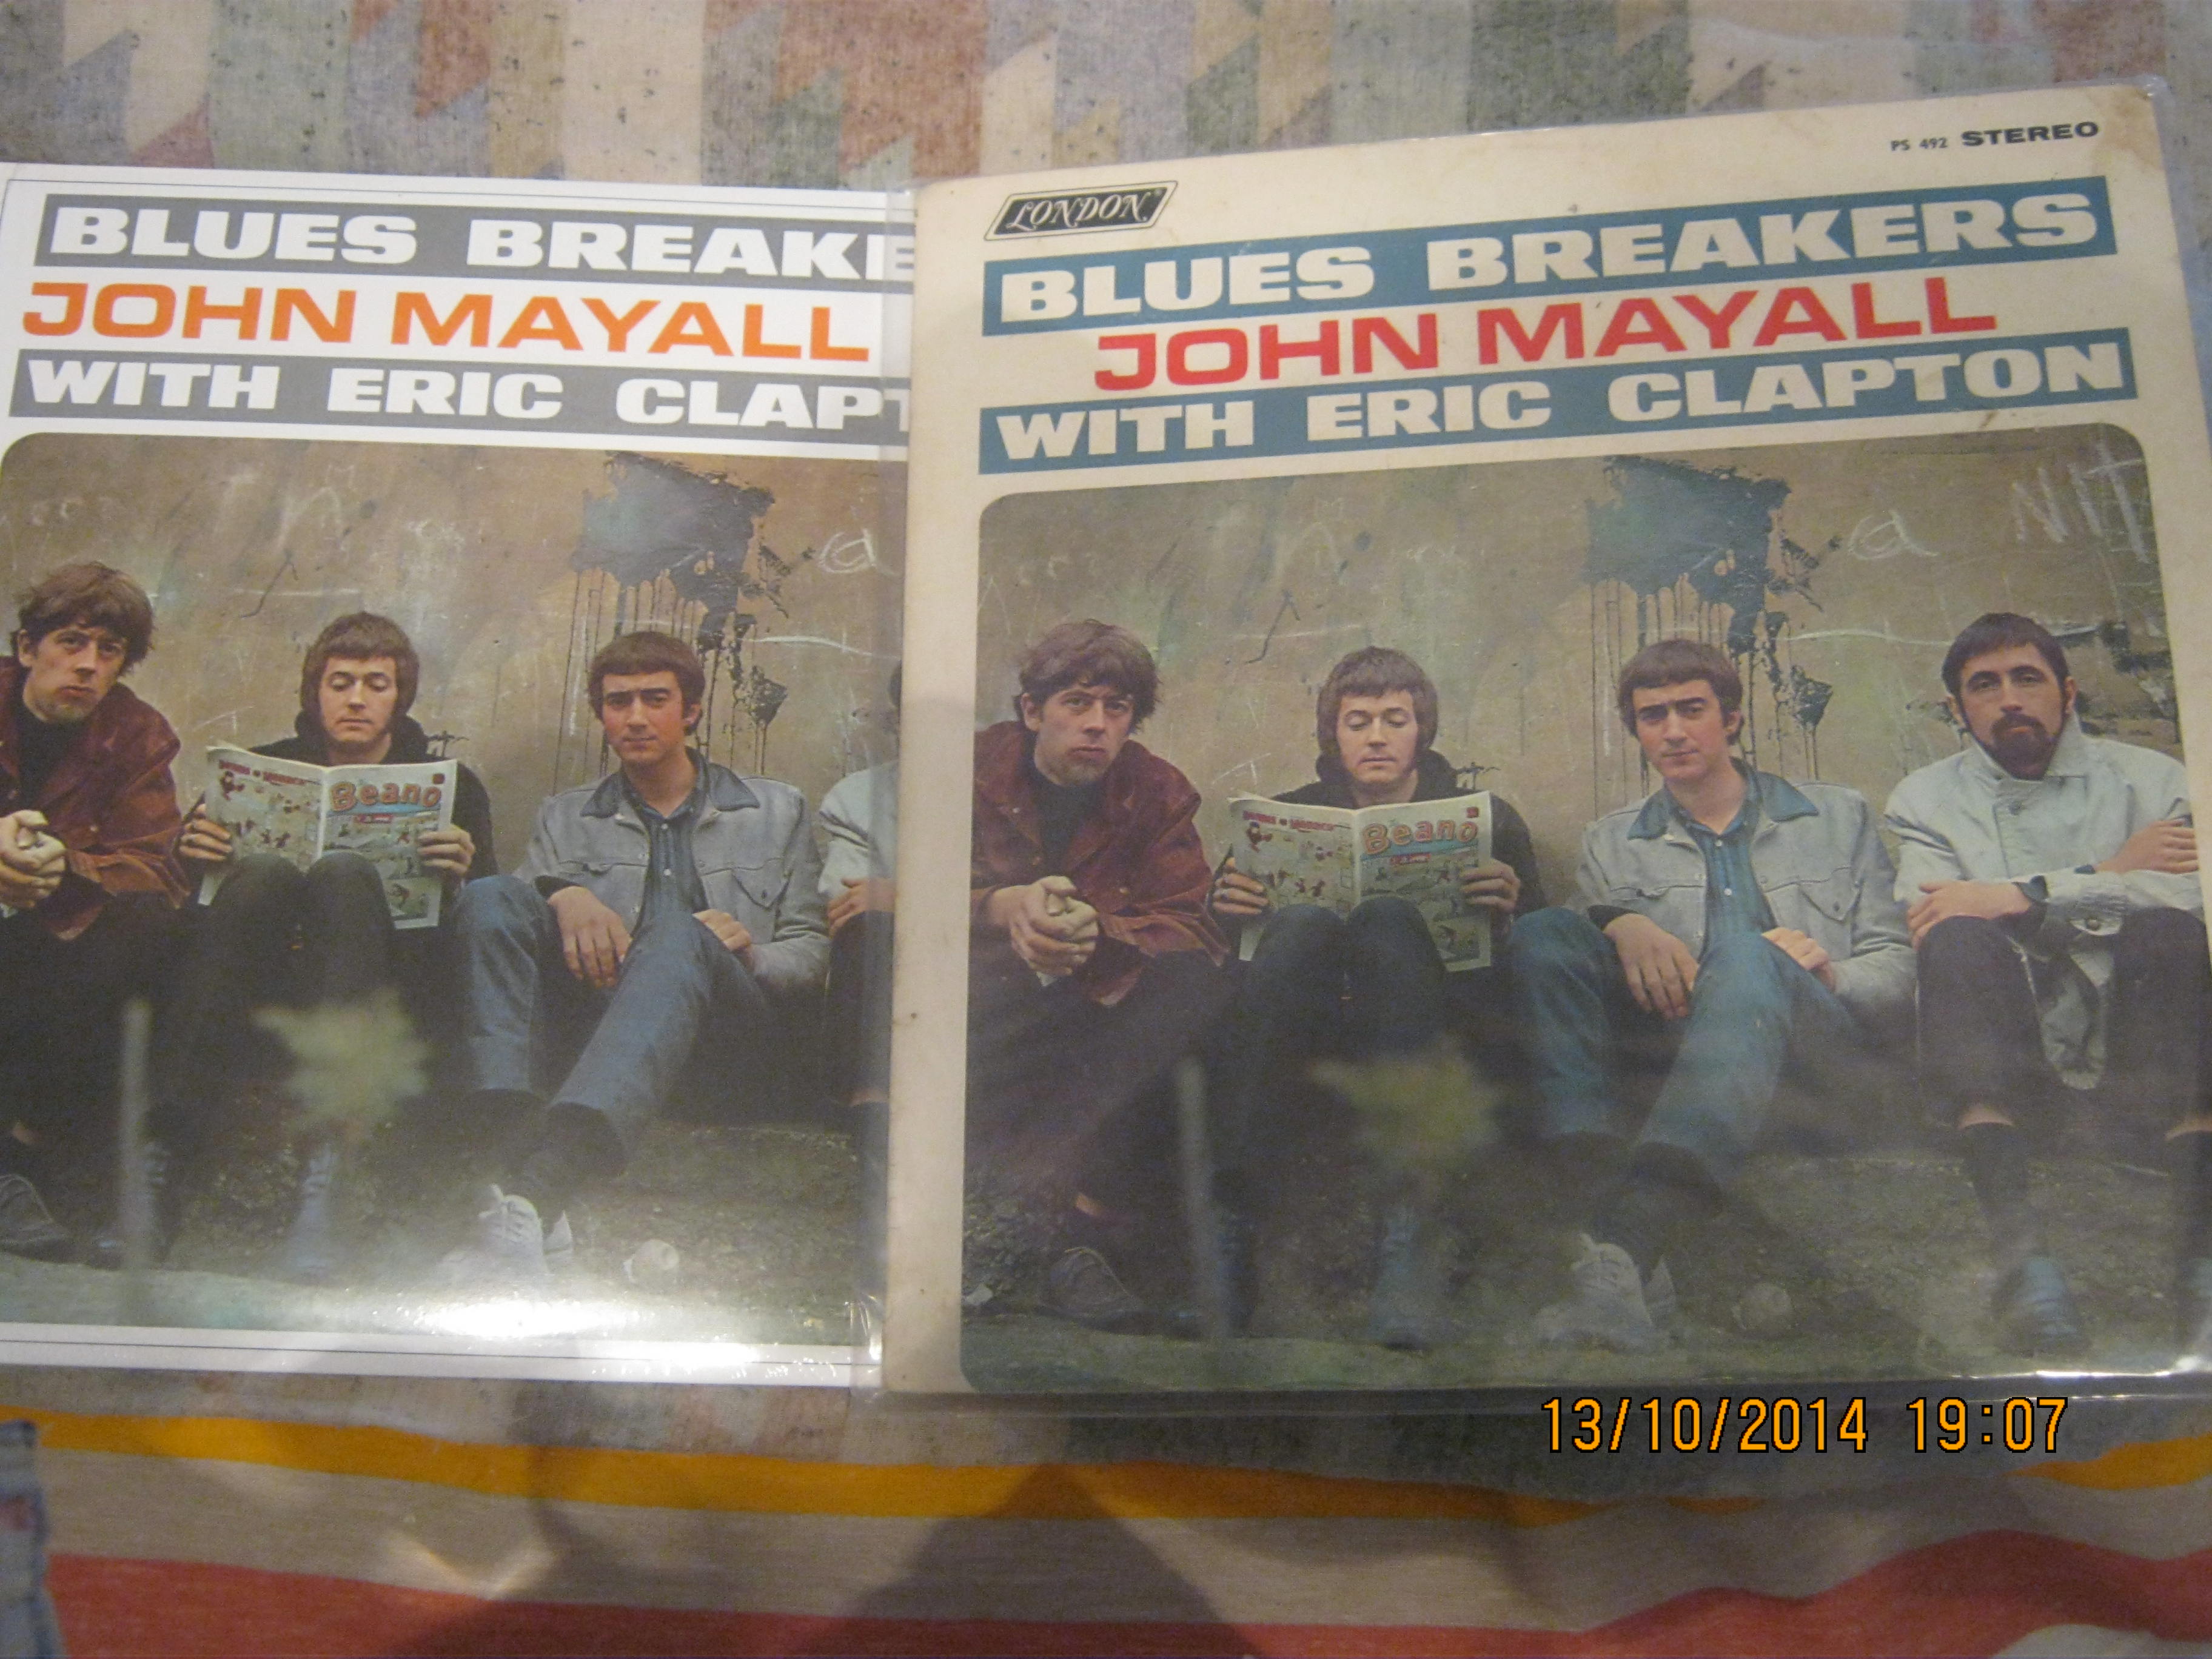 BLUES BREAKE
JOHN MAYALL
WITH ERIC CLAPT
a
Beano
PS 492 STEREO
LONDON
BLUES BREAKERS
JOHN MAYALL
WITH ERIC CLAPTON
a NIT
Beano
13/10/2014 19:07